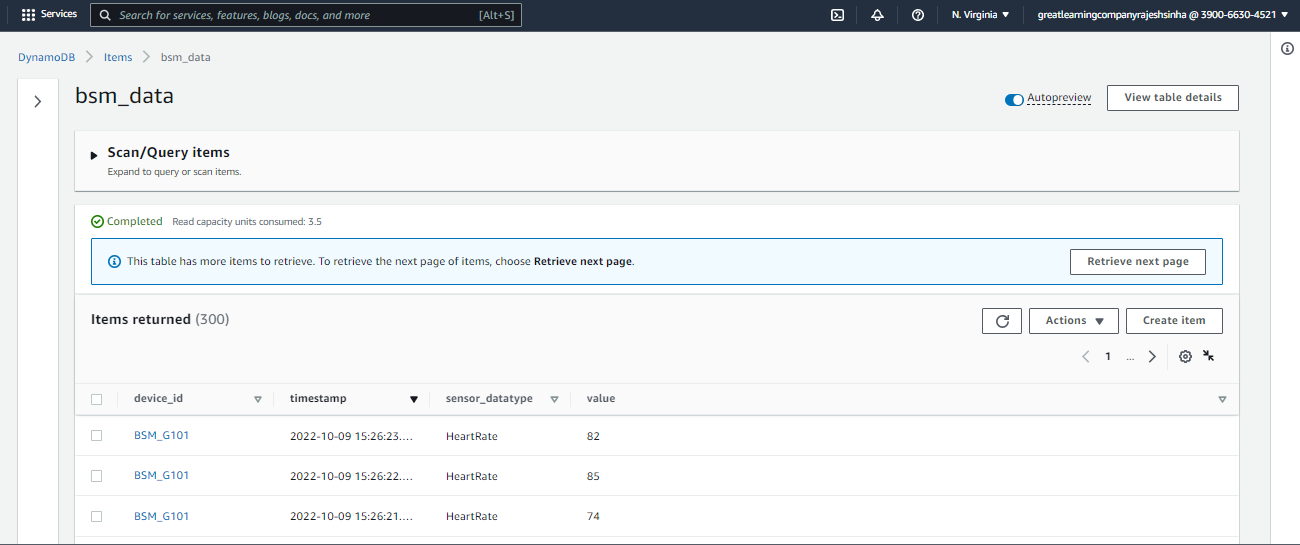 Services
Search for services, features, blogs, docs, and more [Alt+S]
N. Virginia
greatlearningcompanyrajeshsinha @ 3900-6630-4521
DynamoDB
Items
bsm_data
bsm_data
Autopreview
View table details
Scan/Query items
Expand to query or scan items.
Completed Read capacity units consumed: 3.5
This table has more items to retrieve. To retrieve the next page of items, choose Retrieve next page.
Retrieve next page
Items returned (300)
Actions
Create item
1 ...
device_id timestamp sensor_datatype value
BSM_G101 2022-10-09 15:26:23.... HeartRate 82
BSM_G101 2022-10-09 15:26:22.... HeartRate 85
BSM_G101 2022-10-09 15:26:21.... HeartRate 74